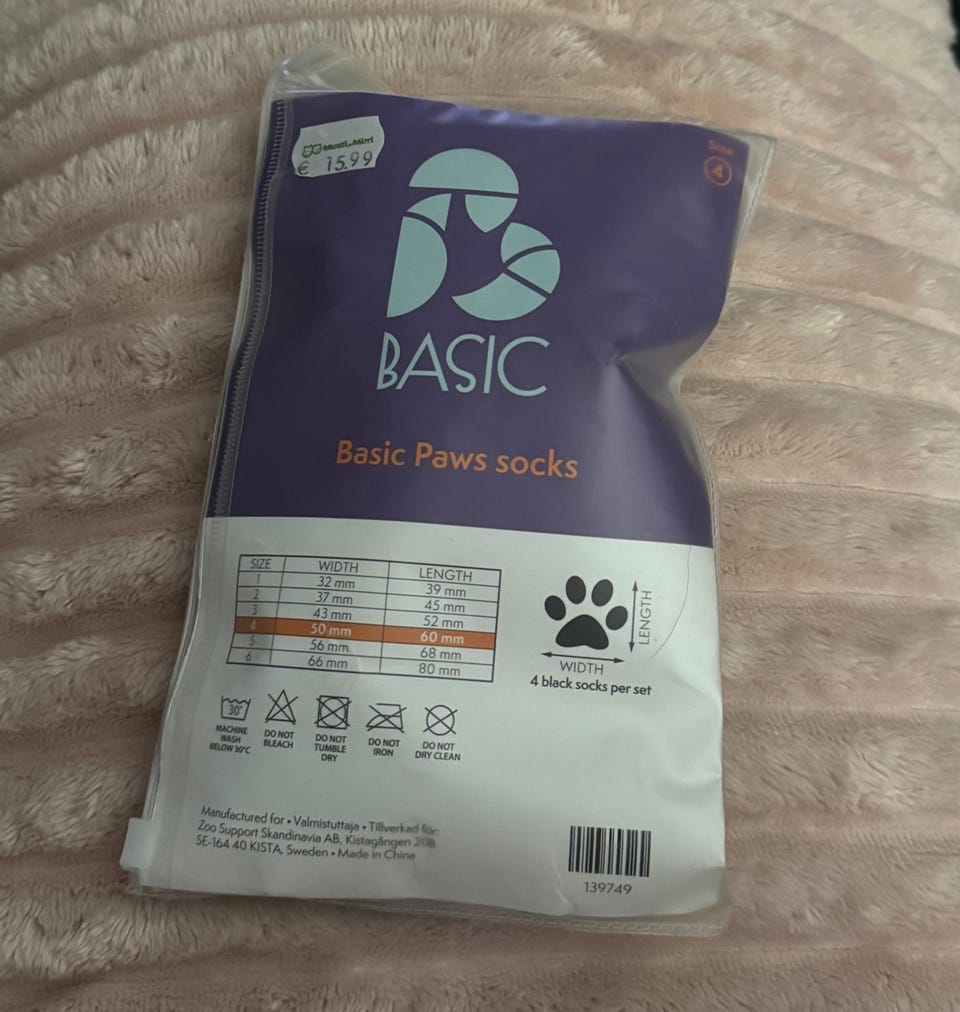 Musti ja Mirri
€ 15.99
Size
4
BASIC
Basic Paws socks
SIZE WIDTH LENGTH
1 32 mm 39 mm
2 37 mm 45 mm
3 43 mm 52 mm
4 50 mm 60 mm
5 56 mm 68 mm
6 66 mm 80 mm
LENGTH
WIDTH
4 black socks per set
30°
MACHINE
WASH
BELOW 30°C
DO NOT
BLEACH
DO NOT
TUMBLE
DRY
DO NOT
IRON
DO NOT
DRY CLEAN
Manufactured for • Valmistuttaja • Tillverkad för:
Zoo Support Skandinavia AB, Kistagången 20B
SE-164 40 KISTA, Sweden • Made in China
139749